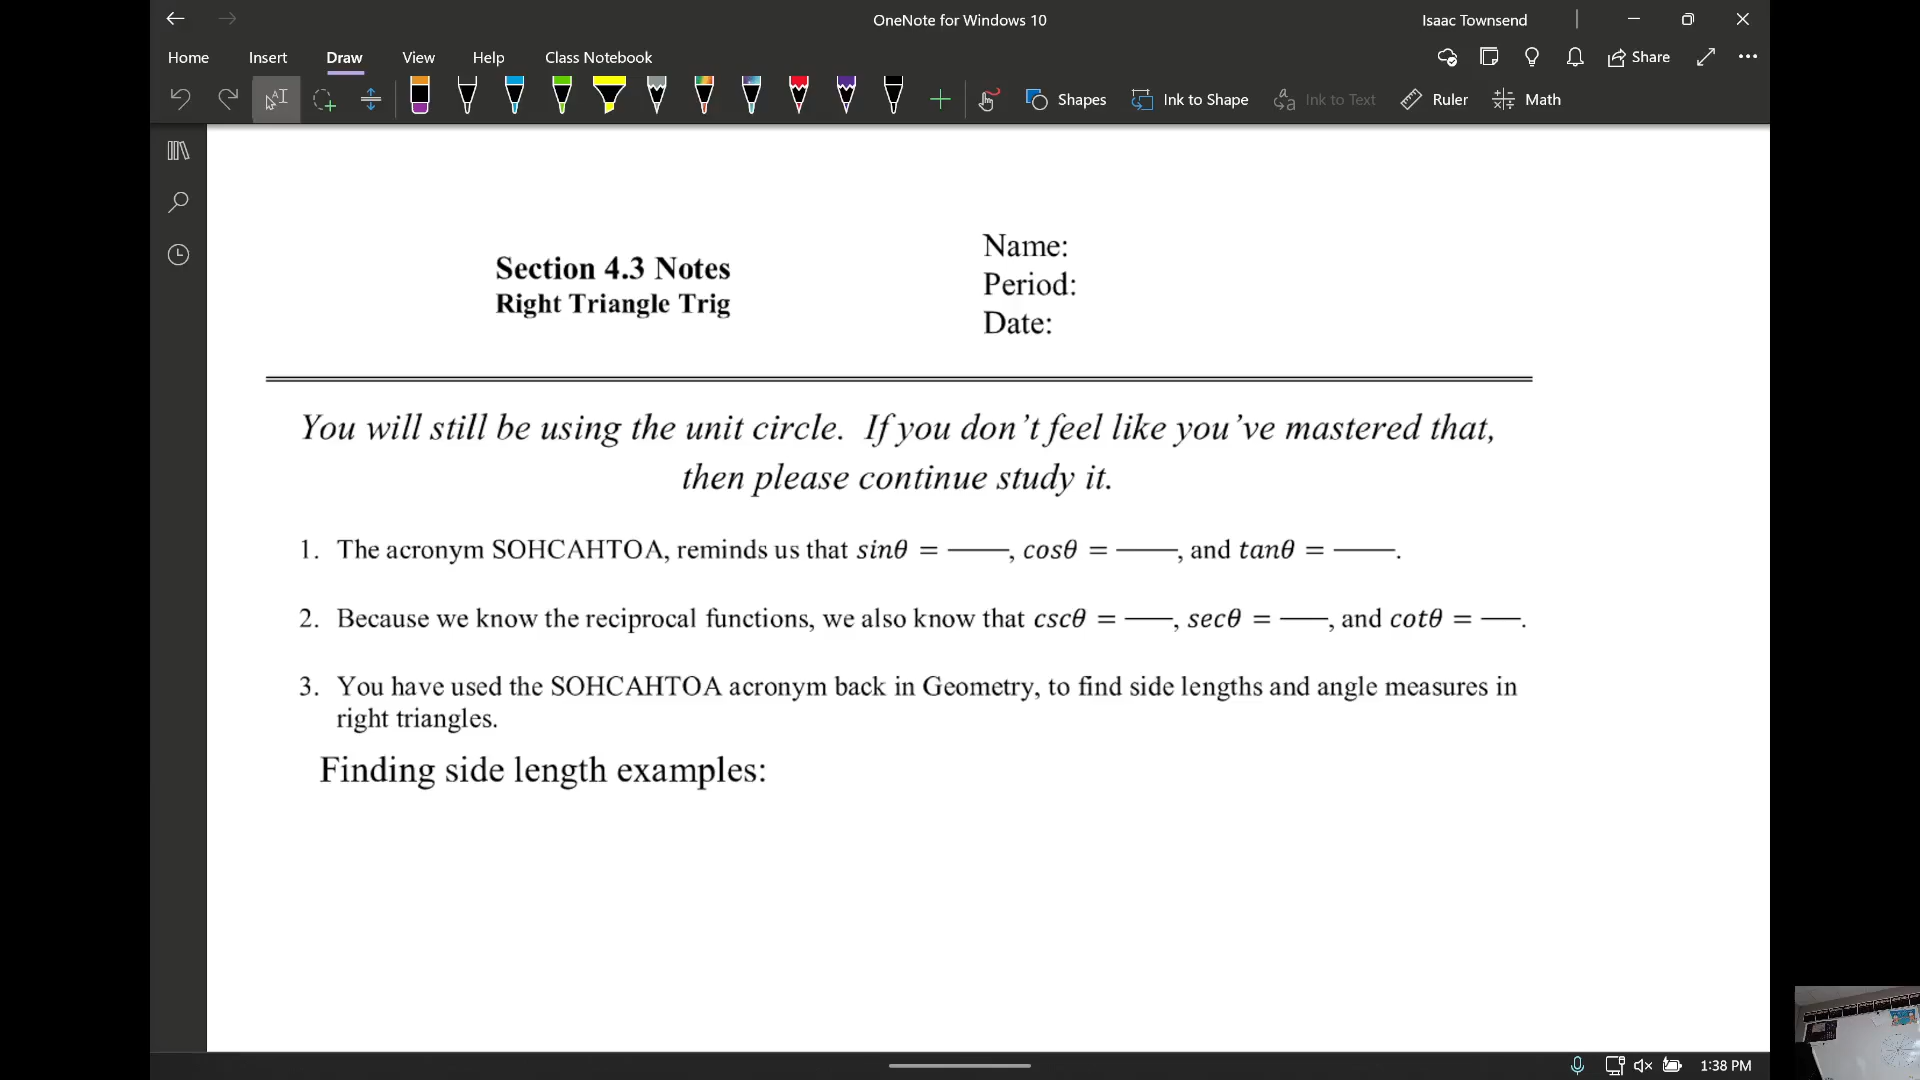 OneNote for Windows 10
Isaac Townsend
Home Insert Draw View Help Class Notebook
Share
Shapes Ink to Shape Ink to Text Ruler Math
Section 4.3 Notes
Right Triangle Trig
Name:
Period:
Date:
You will still be using the unit circle. If you don't feel like you've mastered that,
then please continue study it.
1. The acronym SOHCAHTOA, reminds us that sinθ = ——, cosθ = ——, and tanθ = ——.
2. Because we know the reciprocal functions, we also know that cscθ = ——, secθ = ——, and cotθ = ——.
3. You have used the SOHCAHTOA acronym back in Geometry, to find side lengths and angle measures in
right triangles.
Finding side length examples:
1:38 PM